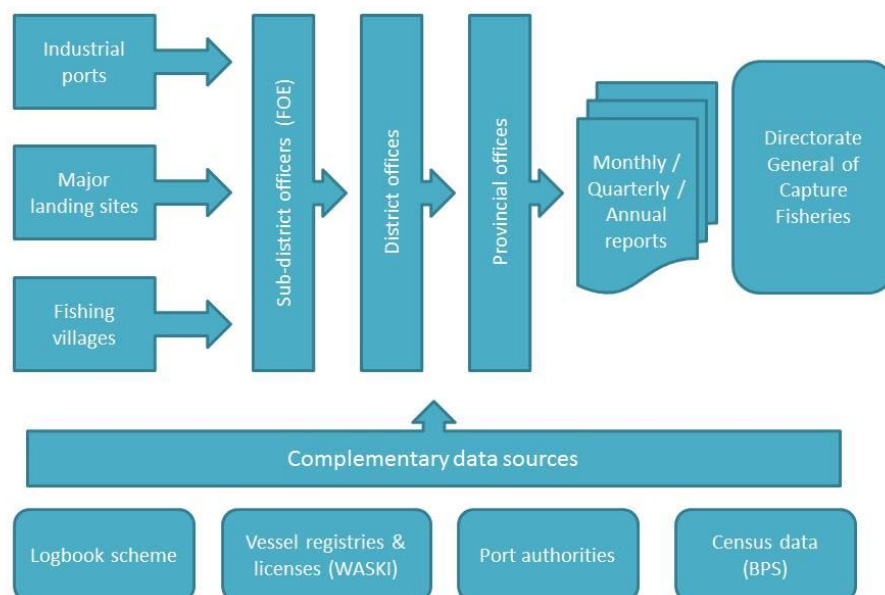 Industrial
ports
Major
landing sites
Fishing
villages
Sub-district officers (FOE)
District offices
Provincial offices
Monthly /
Quarterly /
Annual
reports
Directorate
General of
Capture
Fisheries
Complementary data sources
Logbook scheme
Vessel registries &
licenses (WASKI)
Port authorities
Census data
(BPS)